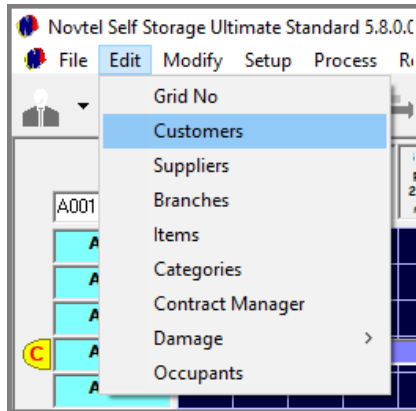 Novtel Self Storage Ultimate Standard 5.8.0.
File Edit Modify Setup Process
Grid No
Customers
Suppliers
A001
Branches
Items
Categories
Contract Manager
C
Damage >
Occupants